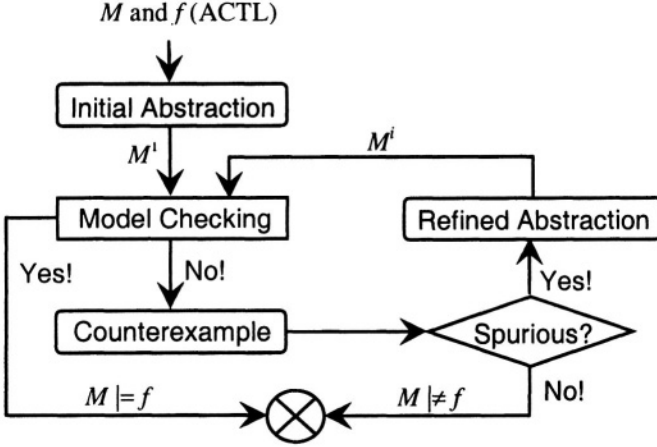 M and f (ACTL)
Initial Abstraction
M¹
Mⁱ
Model Checking
Refined Abstraction
Yes!
No!
Yes!
Counterexample
Spurious?
No!
M |= f
M |≠ f